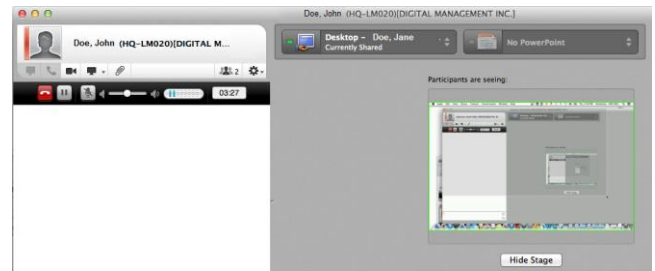 Doe, John (HQ-LM020)[DIGITAL MANAGEMENT INC.]
Doe, John (HQ-LM020)[DIGITAL M...
Desktop - Doe, Jane
Currently Shared
No PowerPoint
2
03:27
Participants are seeing:
Hide Stage